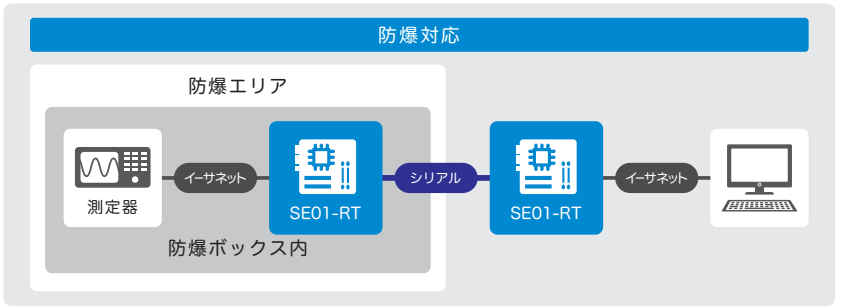 防爆対応
防爆エリア
測定器
イーサネット
SE01-RT
シリアル
SE01-RT
イーサネット
防爆ボックス内